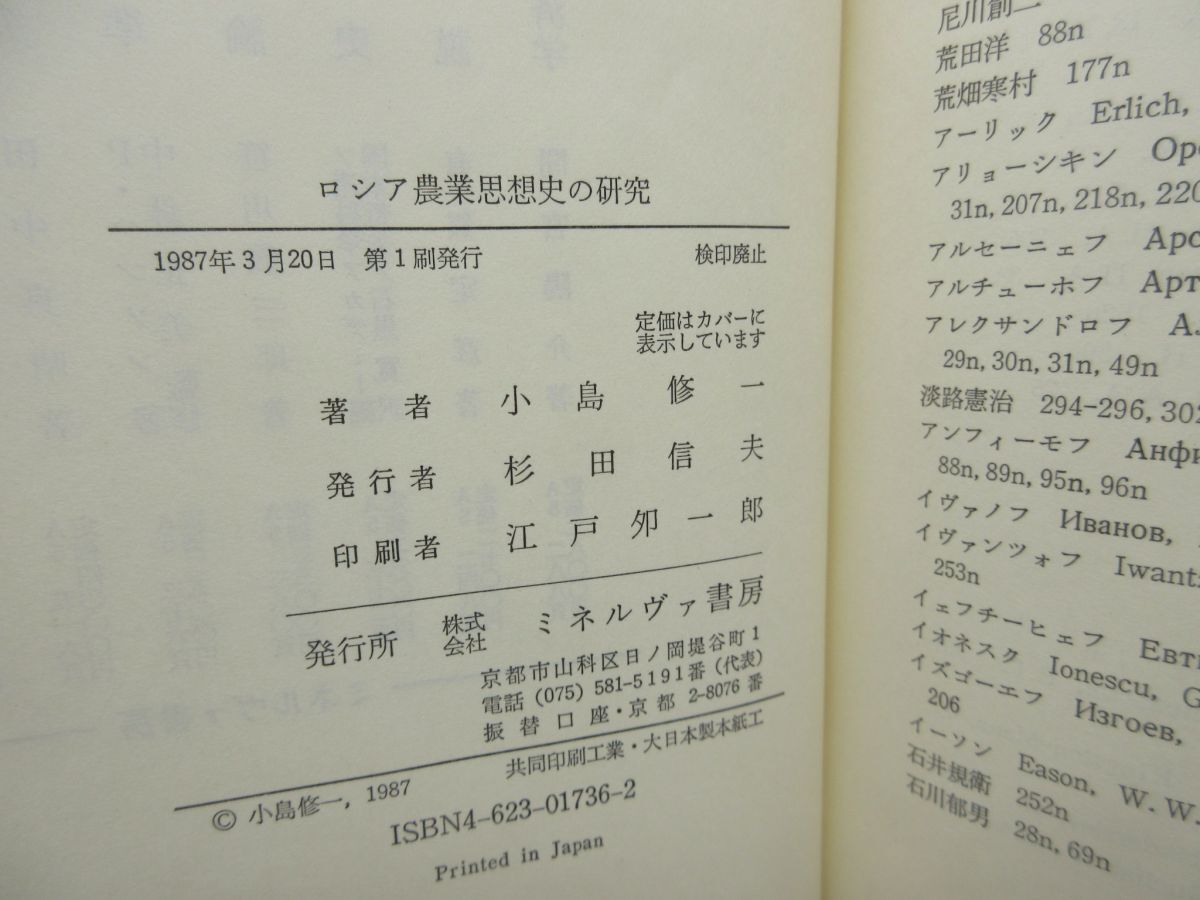 ロシア農業思想史の研究
1987年3月20日　第1刷発行　検印廃止
定価はカバーに
表示しています
著者　小島修一
発行者　杉田信夫
印刷者　江戸夘一郎
発行所　株式会社　ミネルヴァ書房
京都市山科区日ノ岡堤谷町1
電話 (075) 581-5191番 (代表)
振替口座・京都 2-8076 番
共同印刷工業・大日本製本紙工
© 小島修一, 1987
ISBN4-623-01736-2
Printed in Japan
尼川創二
荒田洋　88n
荒畑寒村　177n
アーリック　Erlich,
アリョーシキン
31n, 207n, 218n, 220
アルセーニェフ
アルチューホフ
アレクサンドロフ　А.
29n, 30n, 31n, 49n
淡路憲治　294-296, 302
アンフィーモフ
88n, 89n, 95n, 96n
イヴァノフ　Иванов,
イヴァンツォフ
253n
イェフチーヒェフ
イオネスク　Ionescu, G
イズゴーエフ　Изгоев,
206
イーソン　Eason, W. W.
石井規衛　252n
石川郁男　28n, 69n